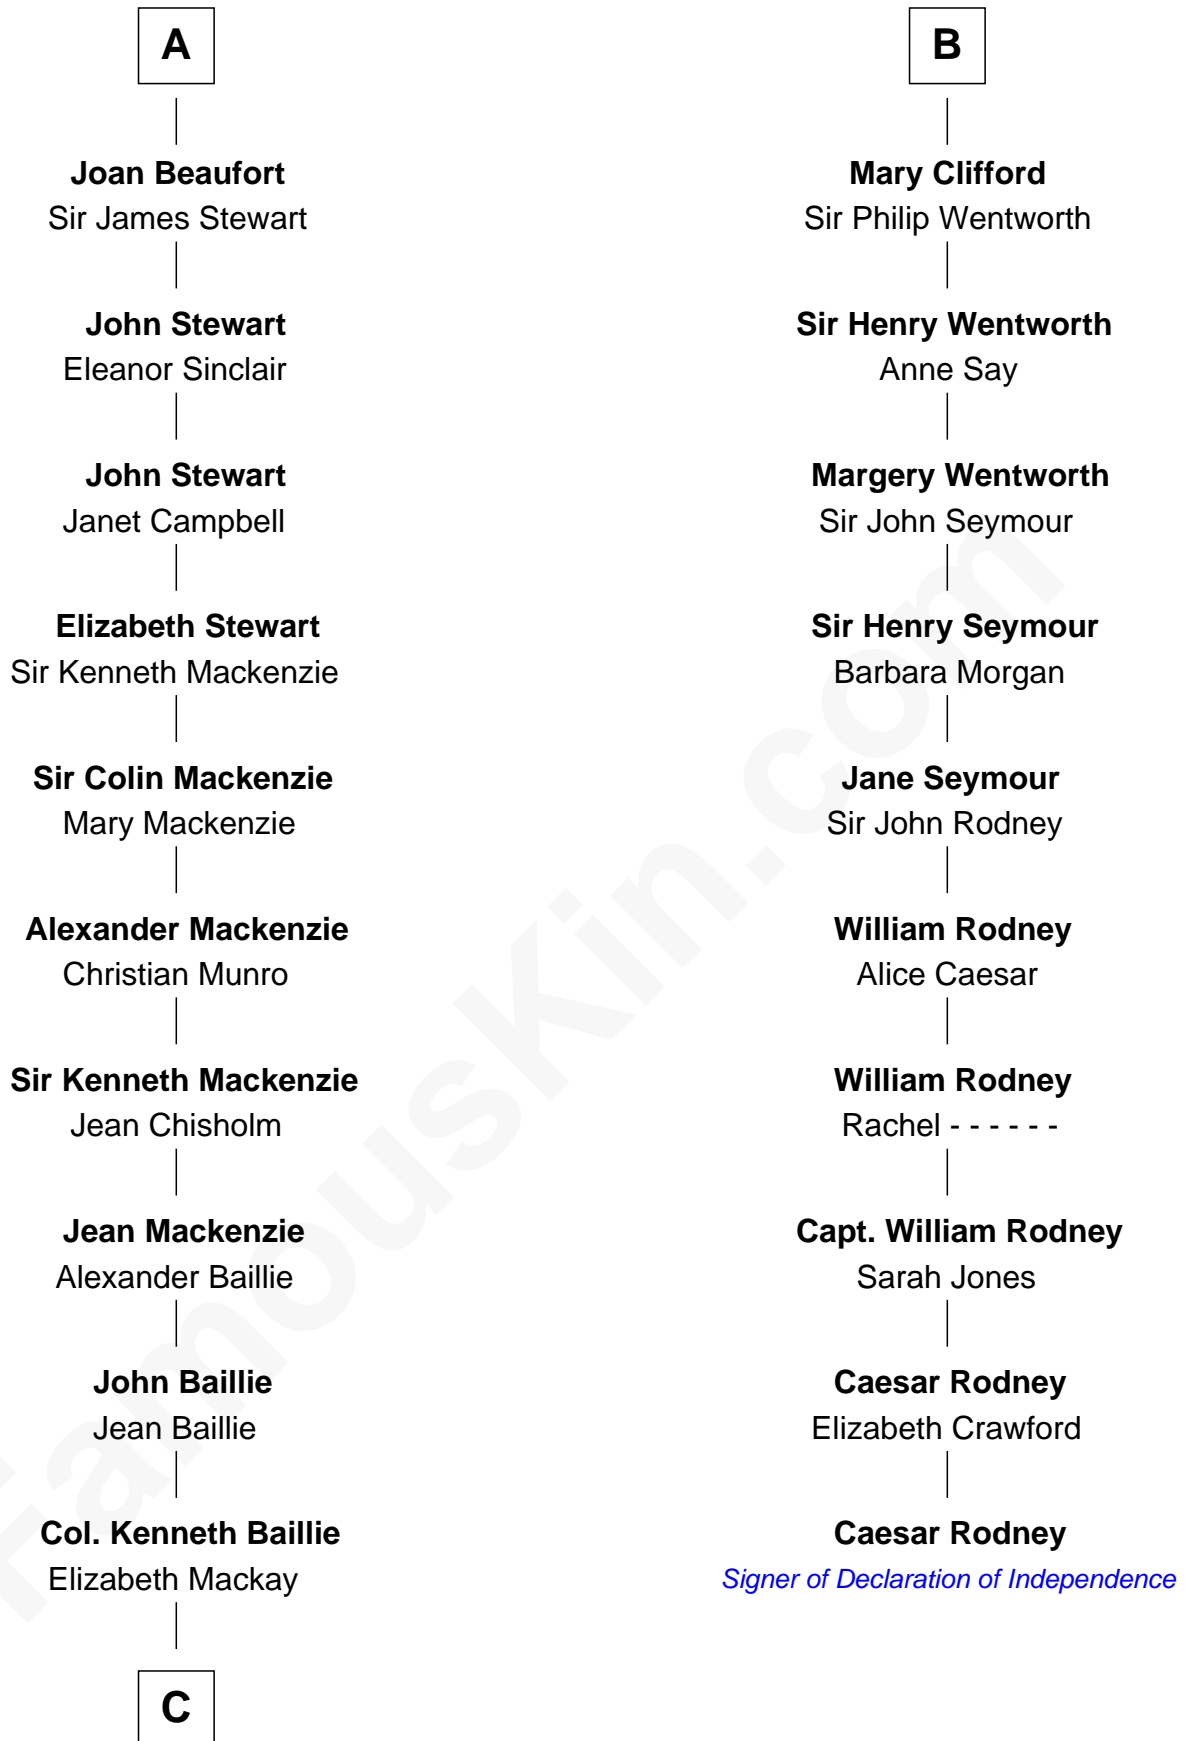 A
Joan Beaufort
Sir James Stewart
John Stewart
Eleanor Sinclair
John Stewart
Janet Campbell
Elizabeth Stewart
Sir Kenneth Mackenzie
Sir Colin Mackenzie
Mary Mackenzie
Alexander Mackenzie
Christian Munro
Sir Kenneth Mackenzie
Jean Chisholm
Jean Mackenzie
Alexander Baillie
John Baillie
Jean Baillie
Col. Kenneth Baillie
Elizabeth Mackay
C
B
Mary Clifford
Sir Philip Wentworth
Sir Henry Wentworth
Anne Say
Margery Wentworth
Sir John Seymour
Sir Henry Seymour
Barbara Morgan
Jane Seymour
Sir John Rodney
William Rodney
Alice Caesar
William Rodney
Rachel - - - - - -
Capt. William Rodney
Sarah Jones
Caesar Rodney
Elizabeth Crawford
Caesar Rodney
Signer of Declaration of Independence
FamousKin.com